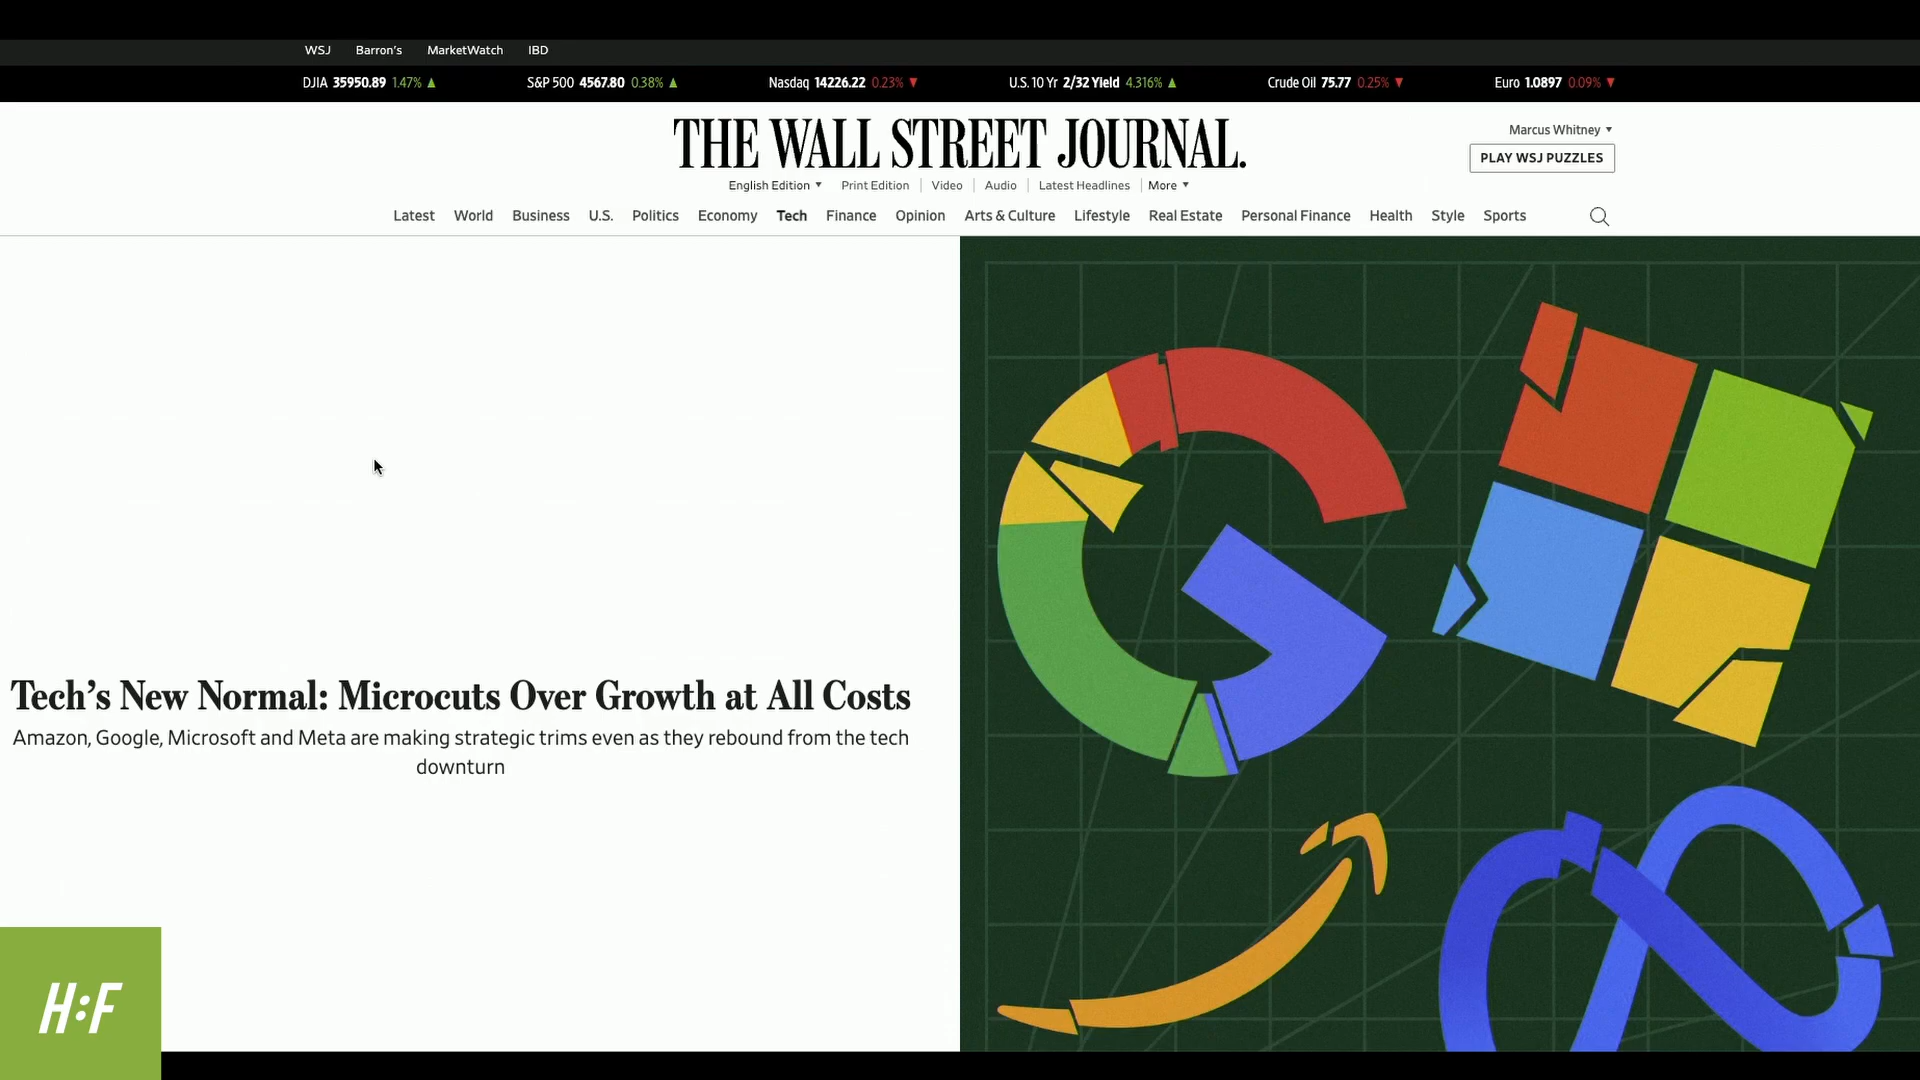 WSJ Barron's MarketWatch IBD
DJIA 35950.89 1.47% ▲ S&P 500 4567.80 0.38% ▲ Nasdaq 14226.22 0.23% ▼ U.S. 10 Yr 2/32 Yield 4.316% ▲ Crude Oil 75.77 0.25% ▼ Euro 1.0897 0.09% ▼
THE WALL STREET JOURNAL.
Marcus Whitney ▼
PLAY WSJ PUZZLES
English Edition ▼ Print Edition Video Audio Latest Headlines More ▼
Latest World Business U.S. Politics Economy Tech Finance Opinion Arts & Culture Lifestyle Real Estate Personal Finance Health Style Sports
Tech's New Normal: Microcuts Over Growth at All Costs
Amazon, Google, Microsoft and Meta are making strategic trims even as they rebound from the tech
downturn
H:F